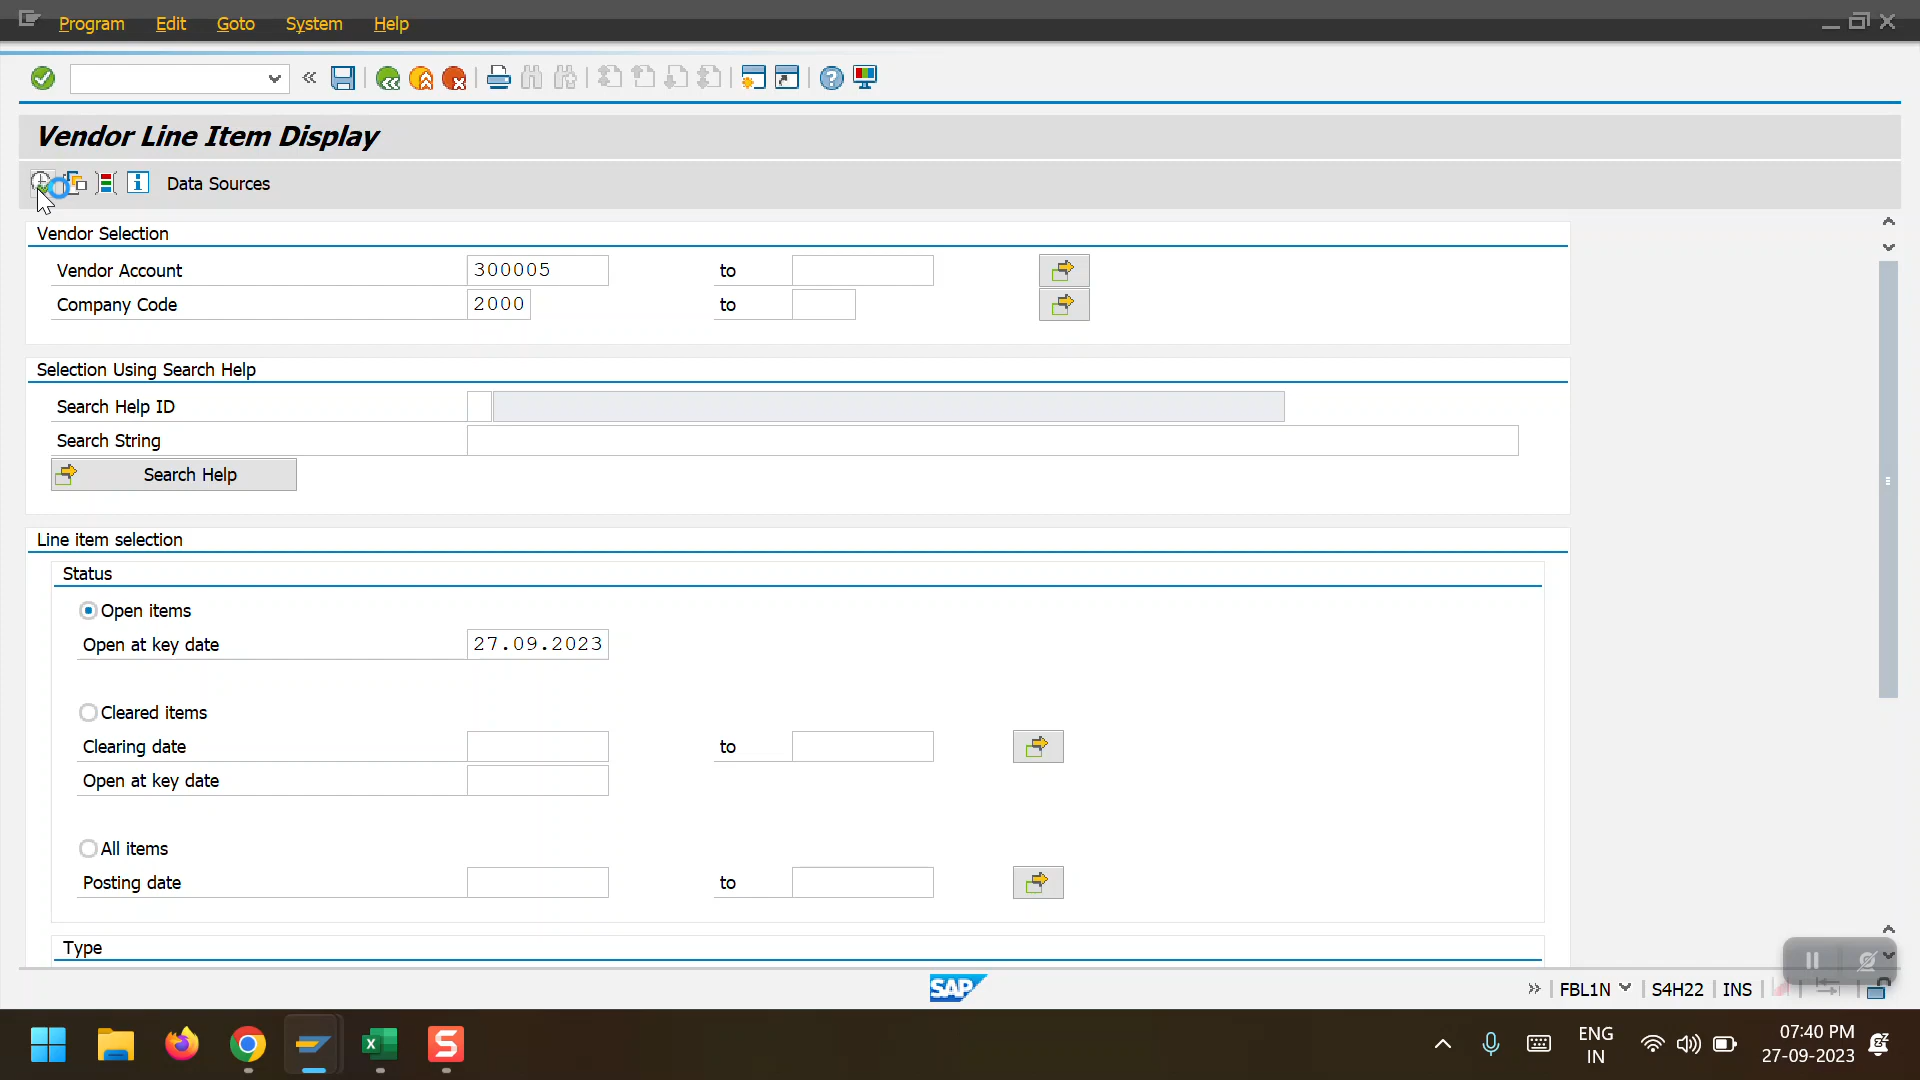 Program Edit Goto System Help
Vendor Line Item Display
Data Sources
Vendor Selection
Vendor Account 300005 to
Company Code 2000 to
Selection Using Search Help
Search Help ID
Search String
Search Help
Line item selection
Status
Open items
Open at key date 27.09.2023
Cleared items
Clearing date to
Open at key date
All items
Posting date to
Type
SAP FBL1N S4H22 INS
ENG 07:40 PM
IN 27-09-2023